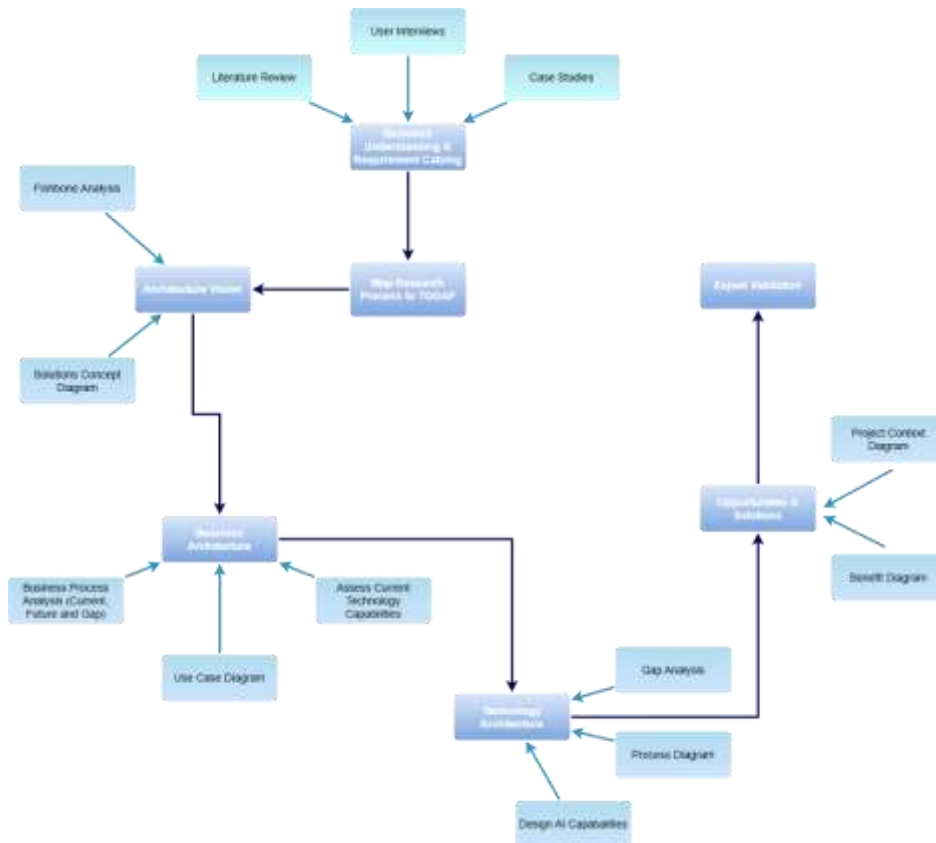 User Interviews
Literature Review
Case Studies
Business
Understanding &
Requirement Catalog
Fishbone Analysis
Architecture Vision
Map Research
Process to TOGAF
Expert Validation
Solutions Concept
Diagram
Project Context
Diagram
Opportunities &
Solutions
Business
Architecture
Business Process
Analysis (Current,
Future and Gap)
Assess Current
Technology
Capabilities
Benefit Diagram
Use Case Diagram
Gap Analysis
Technology
Architecture
Process Diagram
Design AI Capabilities